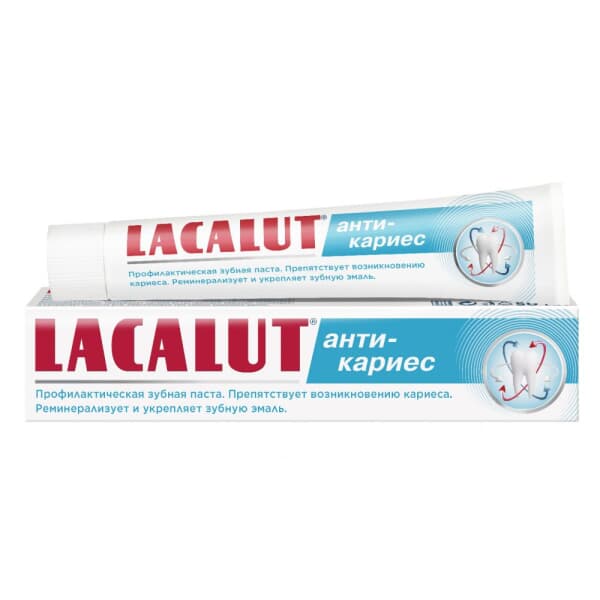 LACALUT®
анти-
кариес
Профилактическая зубная паста. Препятствует возникновению
кариеса. Реминерализует и укрепляет зубную эмаль.
LACALUT®
анти-
кариес
Профилактическая зубная паста. Препятствует возникновению кариеса.
Реминерализует и укрепляет зубную эмаль.